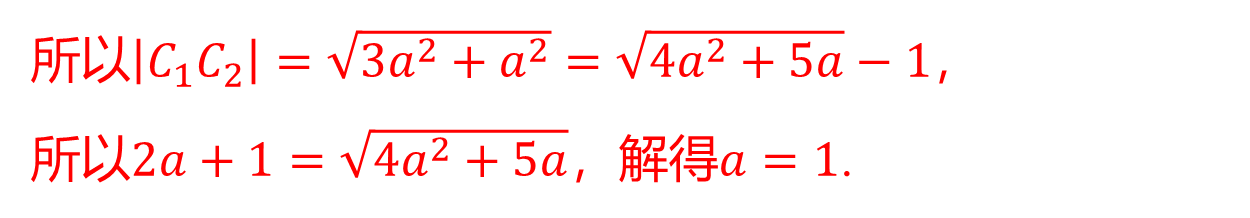 所以|C₁C₂| = √(3a² + a²) = √(4a² + 5a) − 1,
所以2a + 1 = √(4a² + 5a), 解得a = 1.